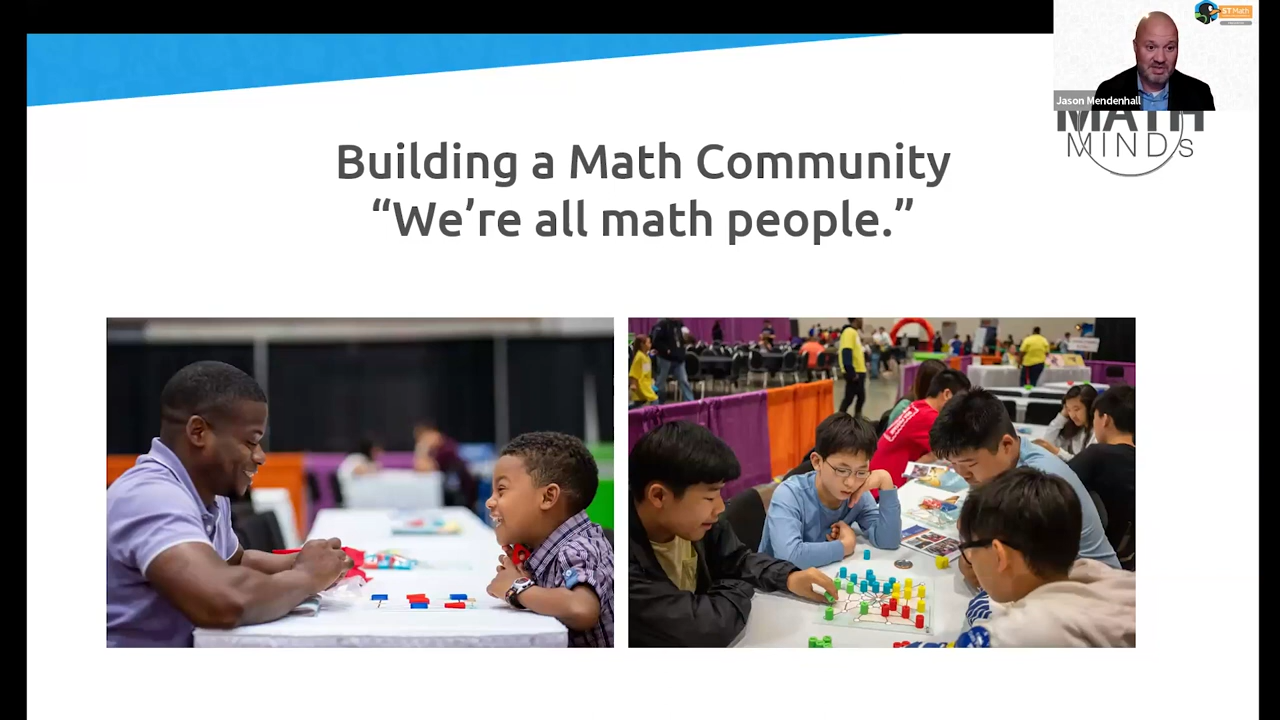 ST Math
Jason Mendenhall
MATH
MINDs
Building a Math Community
“We’re all math people.”